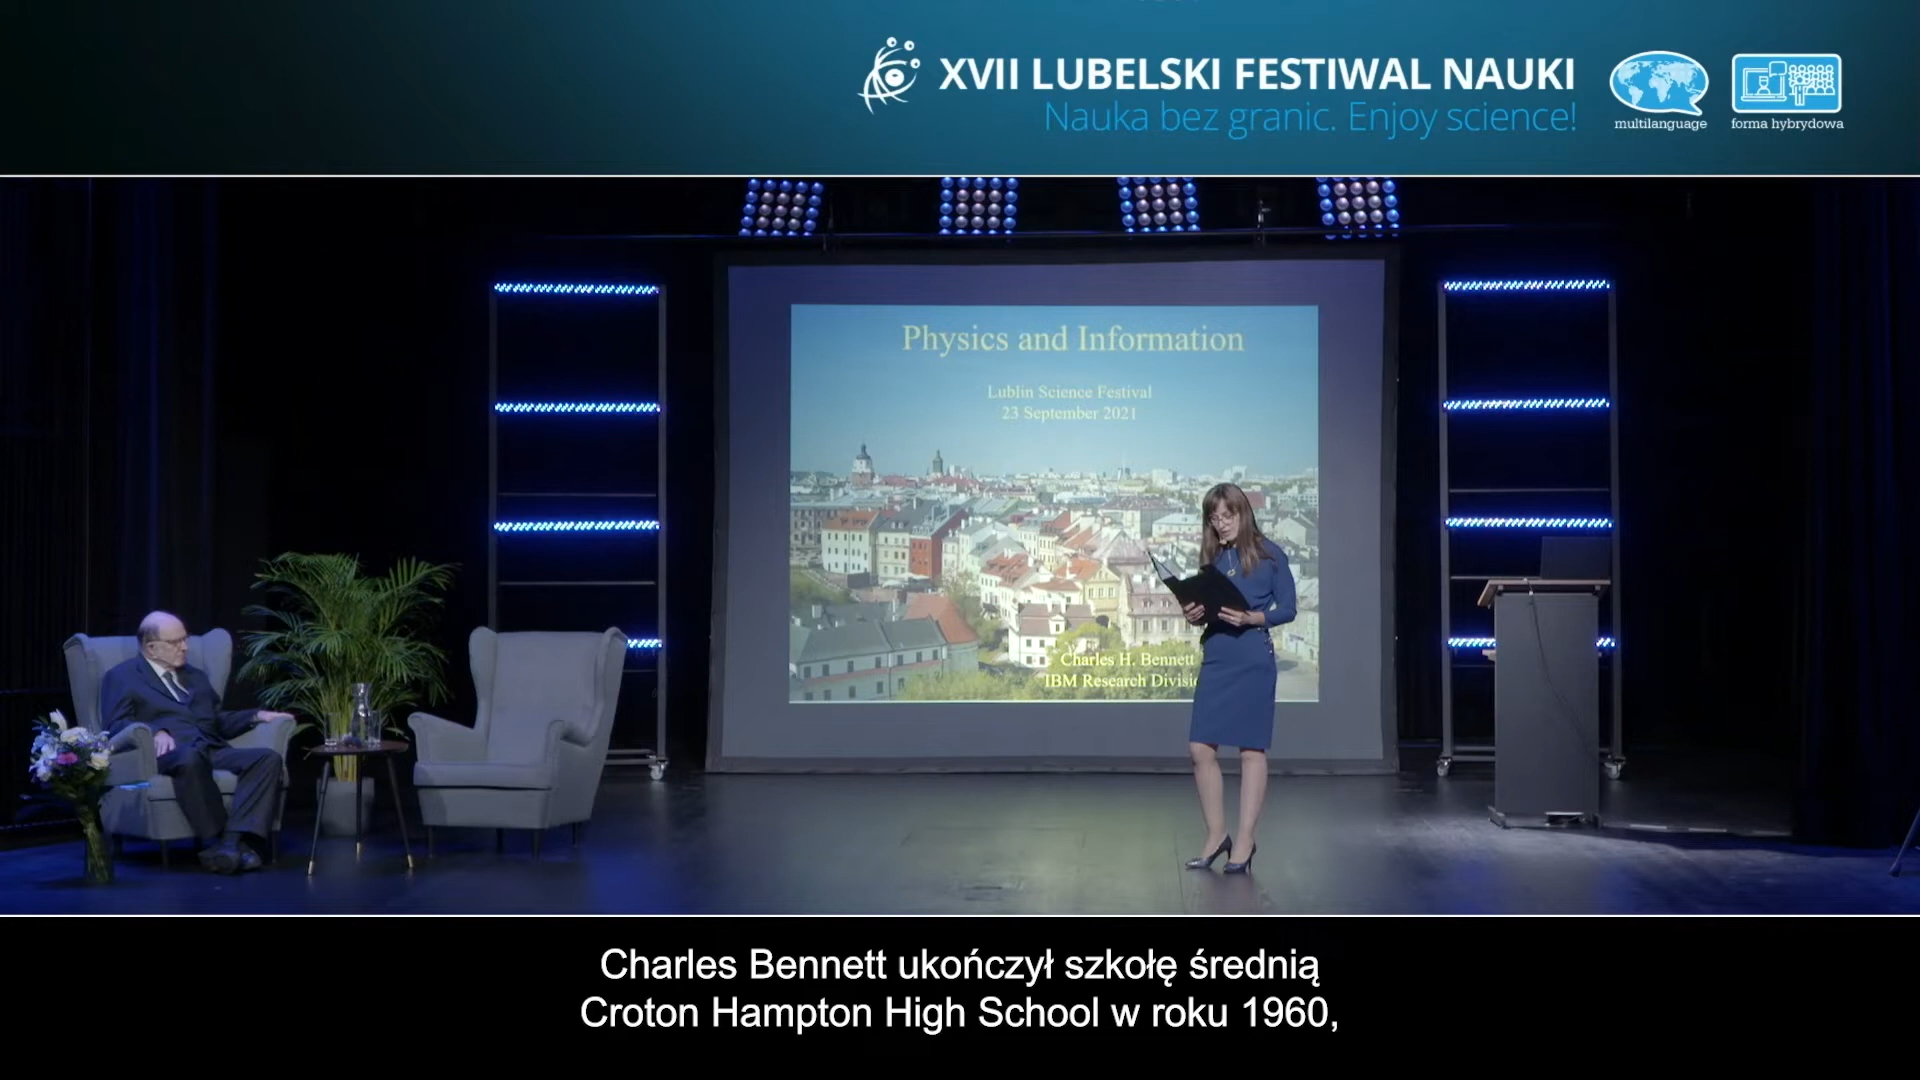 XVII LUBELSKI FESTIWAL NAUKI
Nauka bez granic. Enjoy science!
multilanguage
forma hybrydowa
Physics and Information
Lublin Science Festival
23 September 2021
Charles H. Bennett
IBM Research
Charles Bennett ukończył szkołę średnią
Croton Hampton High School w roku 1960,